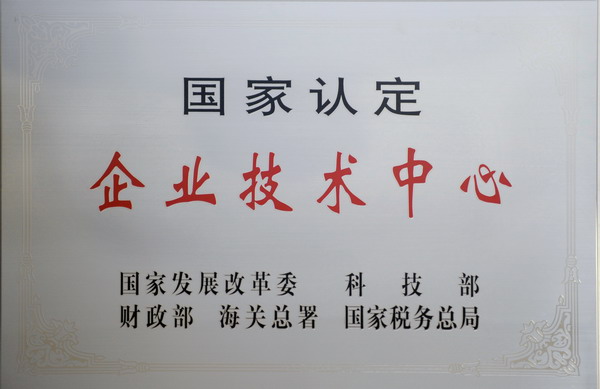 国家认定
企业技术中心
国家发展改革委 科技部
财政部 海关总署 国家税务总局